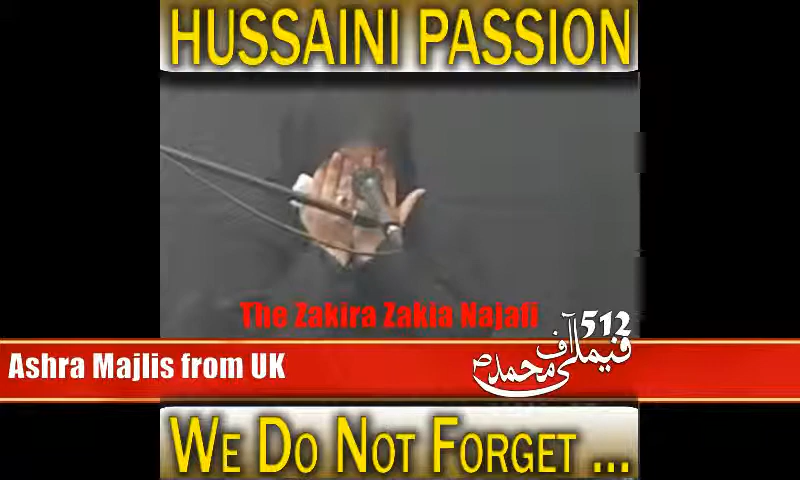 HUSSAINI PASSION
The Zakira Zakia Najafi
Ashra Majlis from UK
512
فیملی آف محمدؐ
WE DO NOT FORGET ...